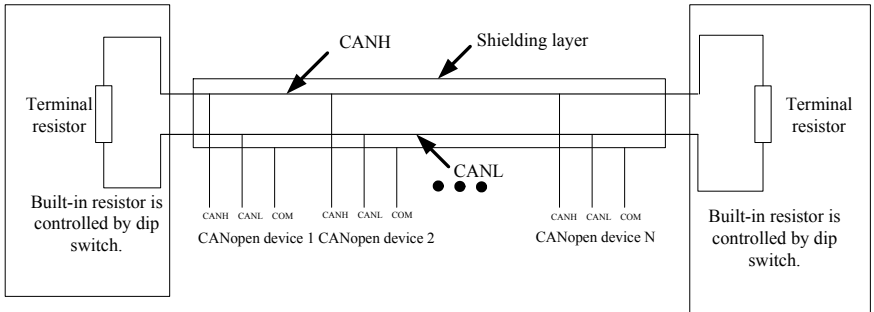 CANH
Shielding layer
Terminal
resistor
Terminal
resistor
CANL
Built-in resistor is
controlled by dip
switch.
CANH CANL COM CANH CANL COM CANH CANL COM
CANopen device 1 CANopen device 2 CANopen device N
Built-in resistor is
controlled by dip
switch.